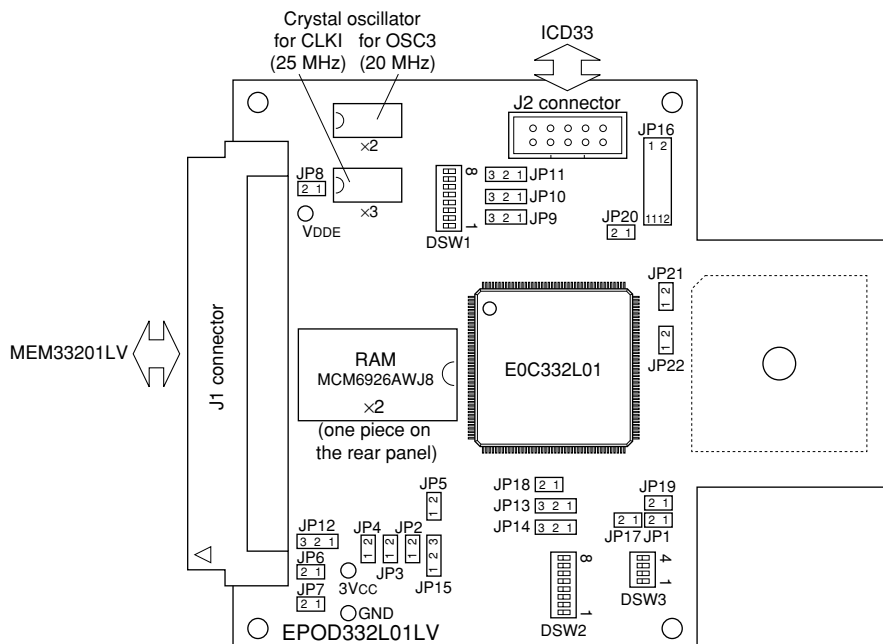 Crystal oscillator
for CLKI for OSC3
(25 MHz) (20 MHz)
ICD33
J2 connector
JP16
1 2
1112
×2
×3
JP8
2 1
VDDE
8
1
DSW1
3 2 1 JP11
3 2 1 JP10
3 2 1 JP9
JP20
2 1
JP21
1 2
1 2
JP22
MEM33201LV
J1 connector
RAM
MCM6926AWJ8
×2
(one piece on
the rear panel)
E0C332L01
JP5
1 2
JP12
3 2 1
JP4
1 2
1 2
JP3
JP2
1 2
1 2 3
JP15
JP6
2 1
JP7
2 1
3VCC
GND
EPOD332L01LV
JP18 2 1
JP13 3 2 1
JP14 3 2 1
8
1
DSW2
JP19
2 1
2 1 2 1
JP17 JP1
4
1
DSW3